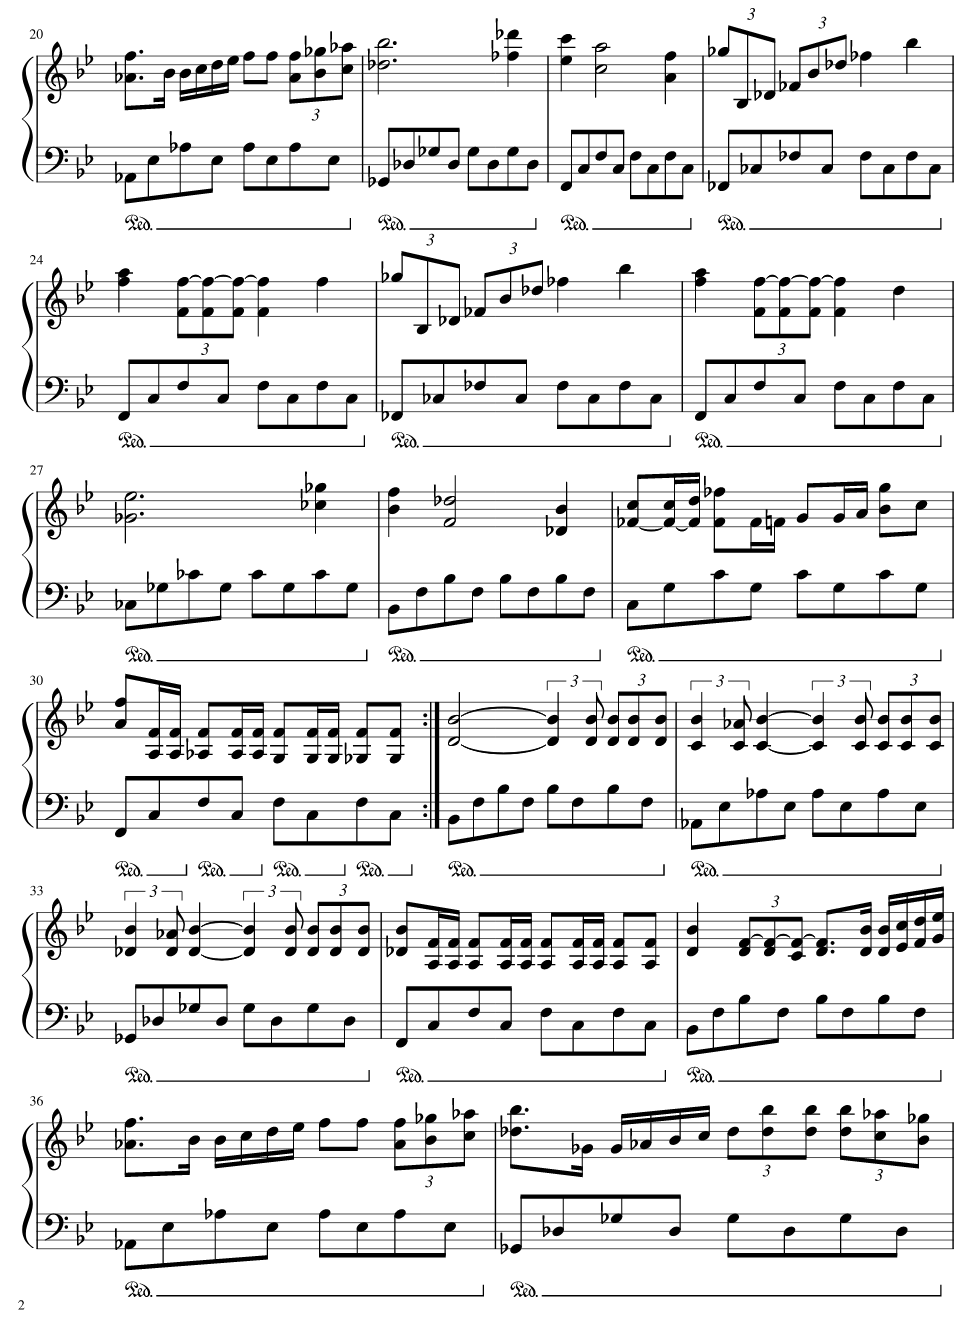 20 3 3 3
Ped. Ped. Ped. Ped.
24 3 3 3 3
Ped. Ped. Ped.
27
Ped. Ped. Ped.
30 3 3 3 3 3
Ped. Ped. Ped. Ped. Ped. Ped.
33 3 3 3 3
Ped. Ped. Ped.
36 3 3 3
Ped. Ped.
2